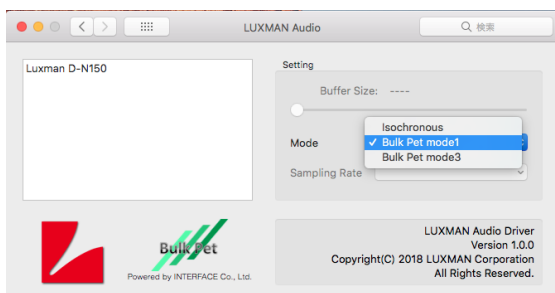 LUXMAN Audio
検索
Luxman D-N150
Setting
Buffer Size: ----
Isochronous
Mode ✓ Bulk Pet mode1
Bulk Pet mode3
Sampling Rate
Bulk Pet
Powered by INTERFACE Co., Ltd.
LUXMAN Audio Driver
Version 1.0.0
Copyright(C) 2018 LUXMAN Corporation
All Rights Reserved.